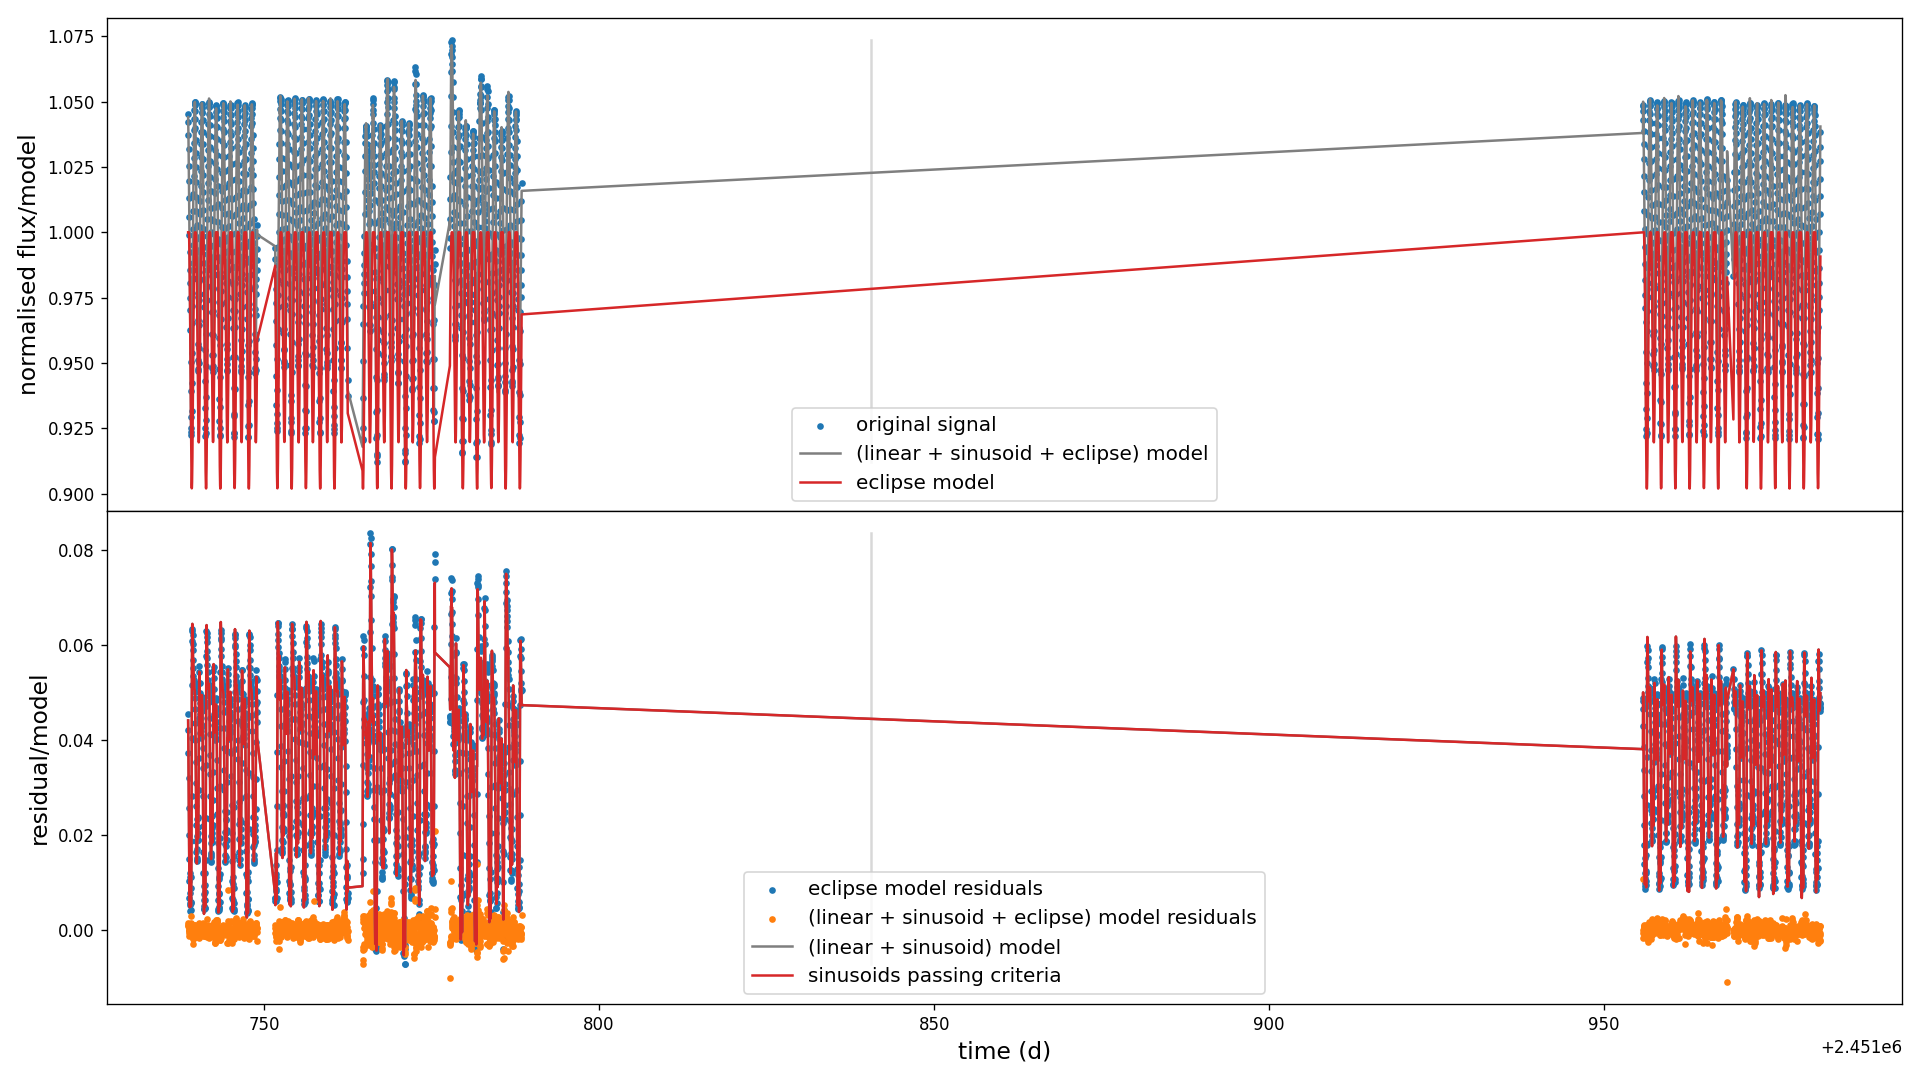 1.075
1.050
1.025
1.000
0.975
0.950
0.925
0.900
normalised flux/model
original signal
(linear + sinusoid + eclipse) model
eclipse model
0.08
0.06
0.04
0.02
0.00
residual/model
eclipse model residuals
(linear + sinusoid + eclipse) model residuals
(linear + sinusoid) model
sinusoids passing criteria
750 800 850 900 950
time (d)
+2.451e6